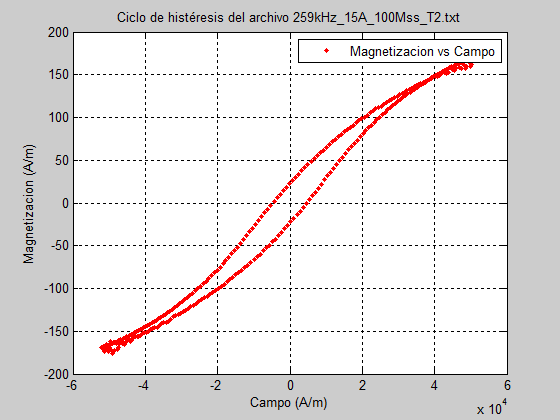 Ciclo de histéresis del archivo 259kHz_15A_100Mss_T2.txt
Magnetizacion vs Campo
Magnetizacion (A/m)
200
150
100
50
0
-50
-100
-150
-200
-6 -4 -2 0 2 4 6
x 10^4
Campo (A/m)